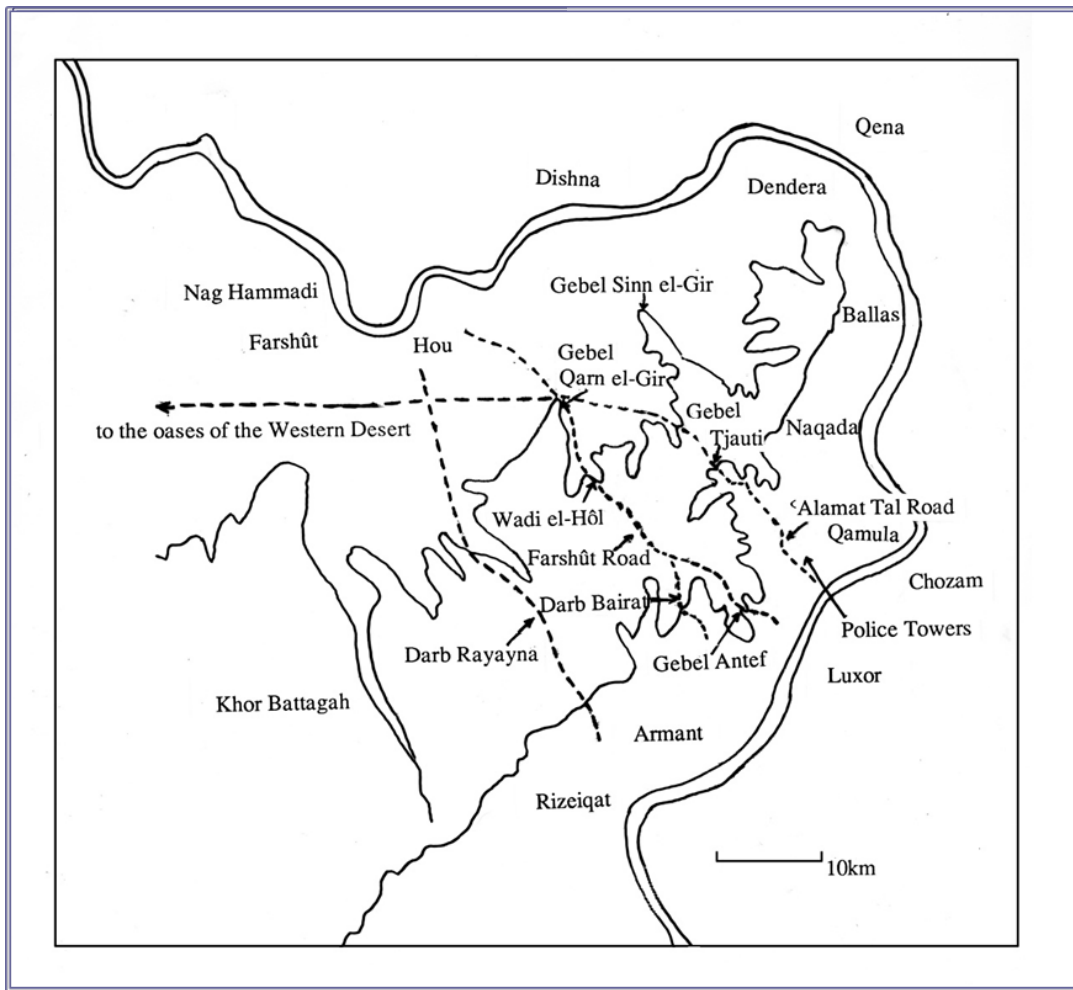 Qena
Dishna
Dendera
Gebel Sinn el-Gir
Nag Hammadi
Ballas
Farshût
Hou
Gebel
Qarn el-Gir
Gebel
Tjauti
Naqada
to the oases of the Western Desert
Wadi el-Hôl
ʿAlamat Tal Road
Qamula
Farshût Road
Chozam
Darb Bairat
Police Towers
Darb Rayayna
Gebel Antef
Luxor
Khor Battagah
Armant
Rizeiqat
10km